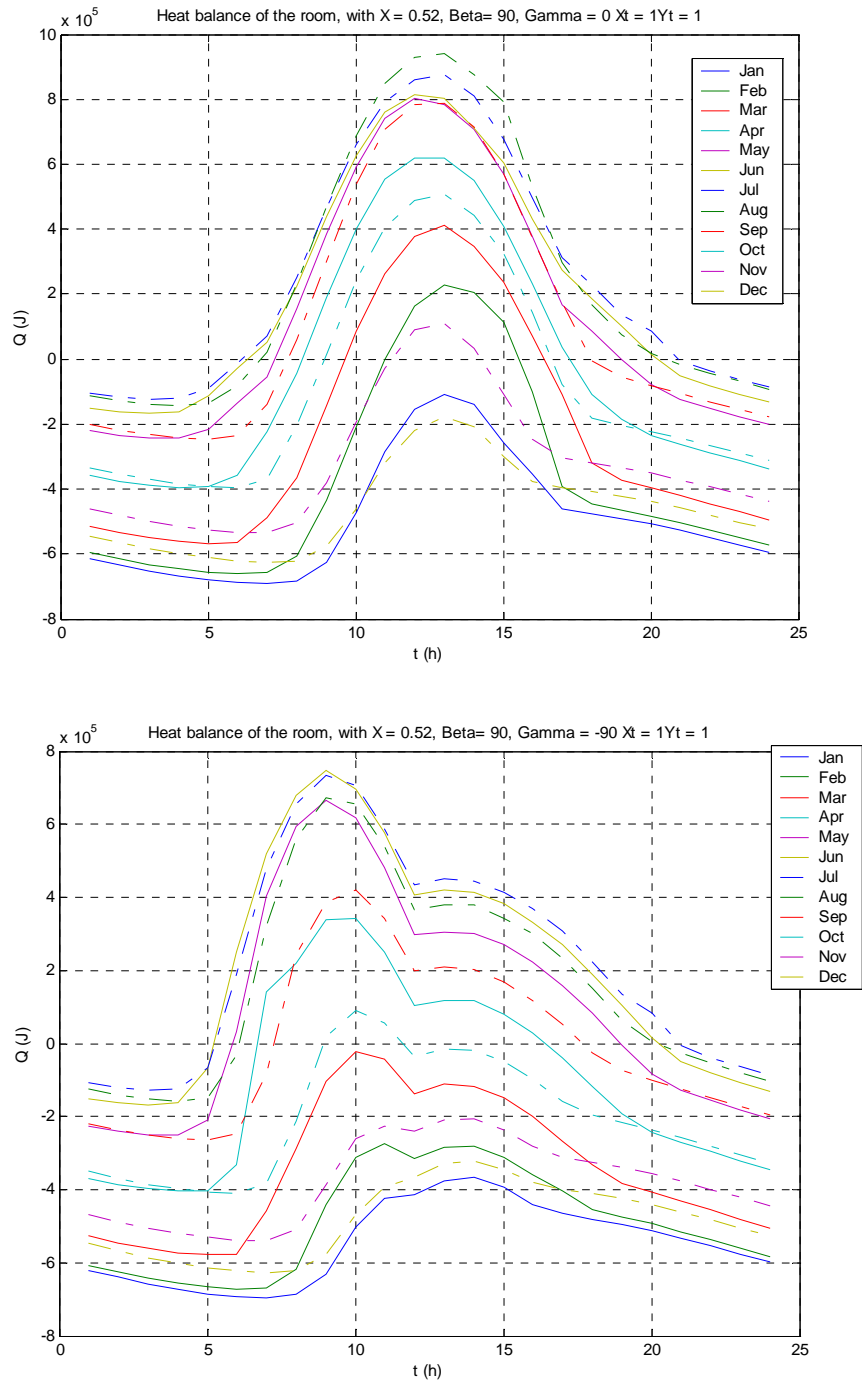 Heat balance of the room, with X = 0.52, Beta= 90, Gamma = 0 Xt = 1Yt = 1
x 10^5
10
8
6
4
2
0
-2
-4
-6
-8
Q (J)
0 5 10 15 20 25
t (h)
Jan
Feb
Mar
Apr
May
Jun
Jul
Aug
Sep
Oct
Nov
Dec
Heat balance of the room, with X = 0.52, Beta= 90, Gamma = -90 Xt = 1Yt = 1
x 10^5
8
6
4
2
0
-2
-4
-6
-8
Q (J)
0 5 10 15 20 25
t (h)
Jan
Feb
Mar
Apr
May
Jun
Jul
Aug
Sep
Oct
Nov
Dec